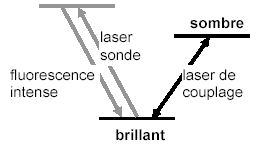 laser
sonde
sombre
fluorescence
intense
laser de
couplage
brillant